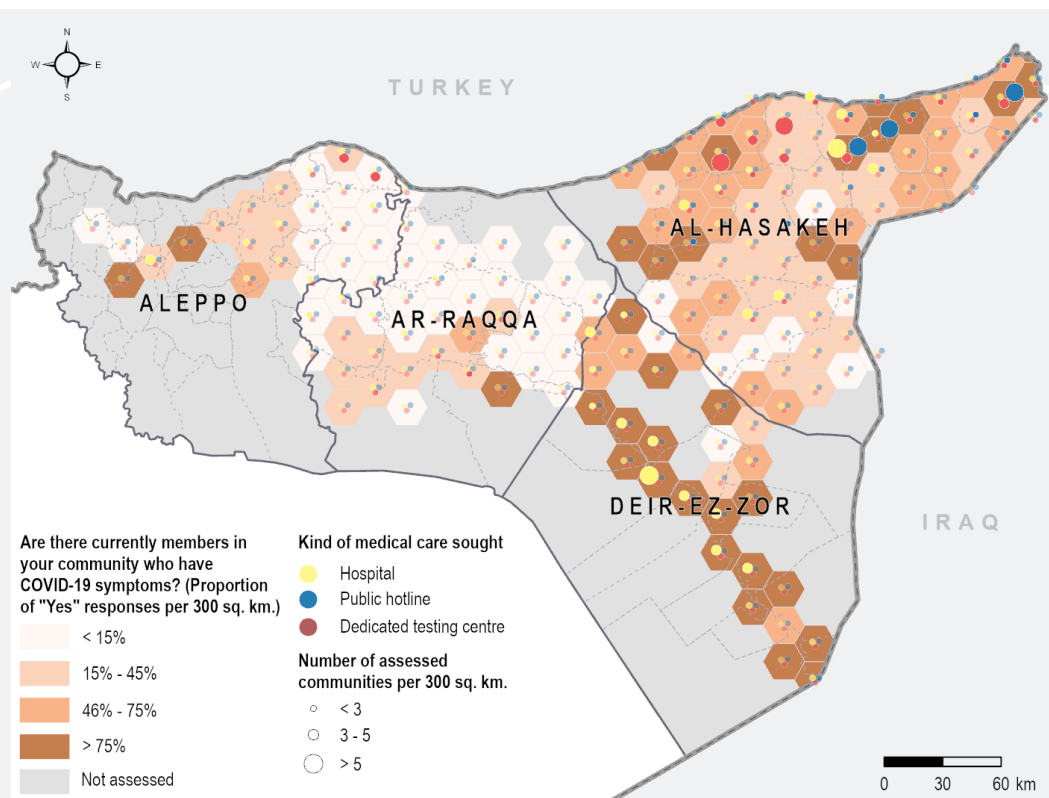 N
W E
S
TURKEY
AL-HASAKEH
ALEPPO
AR-RAQQA
DEIR-EZ-ZOR
IRAQ
Are there currently members in
your community who have
COVID-19 symptoms? (Proportion
of "Yes" responses per 300 sq. km.)
< 15%
15% - 45%
46% - 75%
> 75%
Not assessed
Kind of medical care sought
Hospital
Public hotline
Dedicated testing centre
Number of assessed
communities per 300 sq. km.
< 3
3 - 5
> 5
0 30 60 km